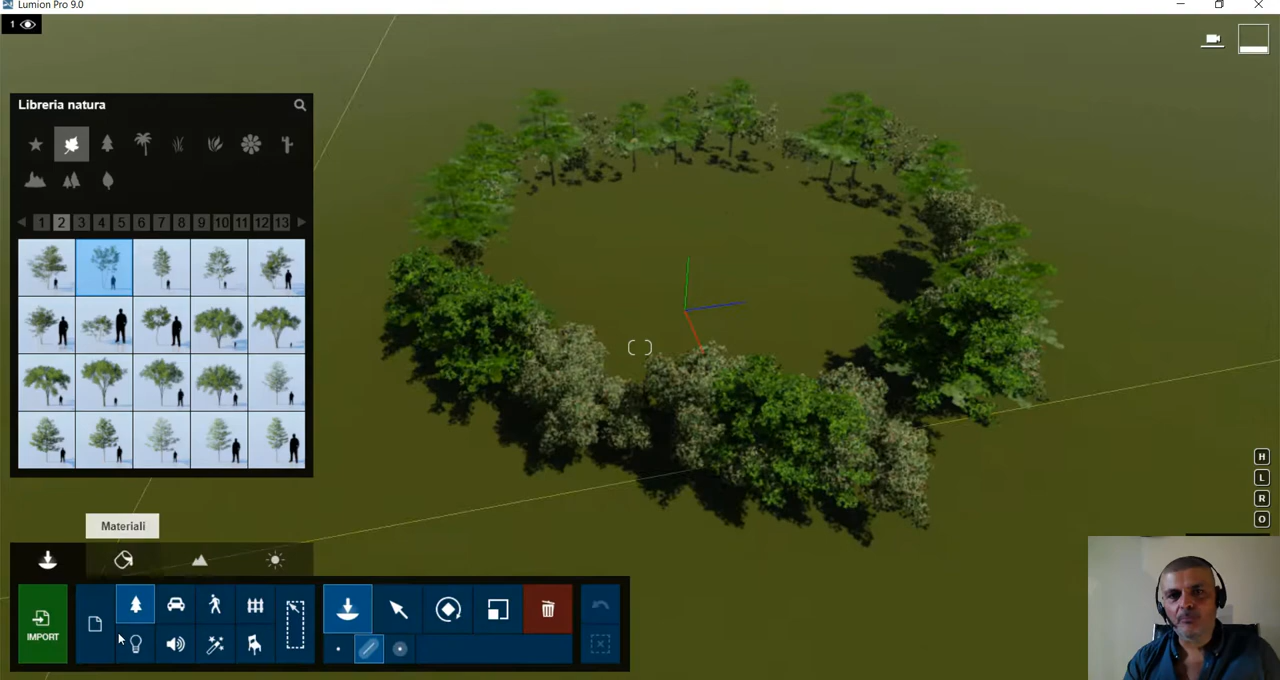 Lumion Pro 9.0
1
Libreria natura
1 2 3 4 5 6 7 8 9 10 11 12 13
H
L
R
O
Materiali
IMPORT